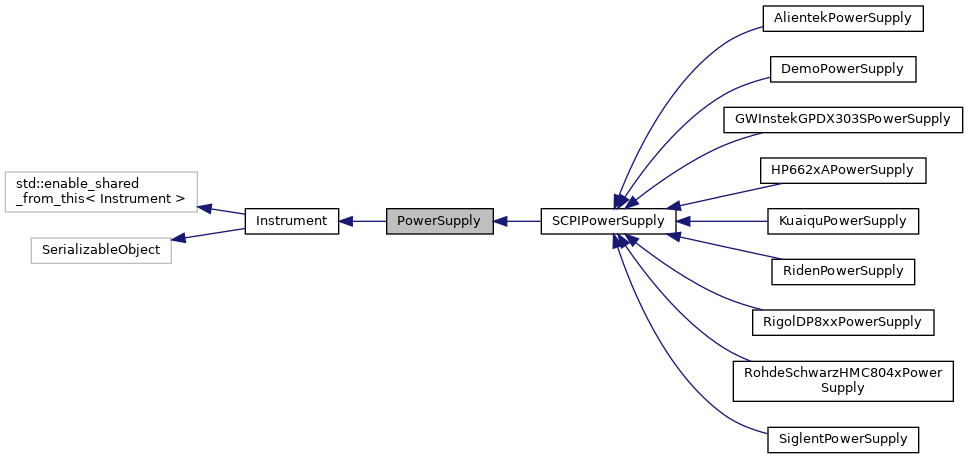 AlientekPowerSupply
DemoPowerSupply
GWInstekGPDX303SPowerSupply
HP662xAPowerSupply
std::enable_shared
_from_this< Instrument >
Instrument
PowerSupply
SCPIPowerSupply
KuaiquPowerSupply
SerializableObject
RidenPowerSupply
RigolDP8xxPowerSupply
RohdeSchwarzHMC804xPower
Supply
SiglentPowerSupply